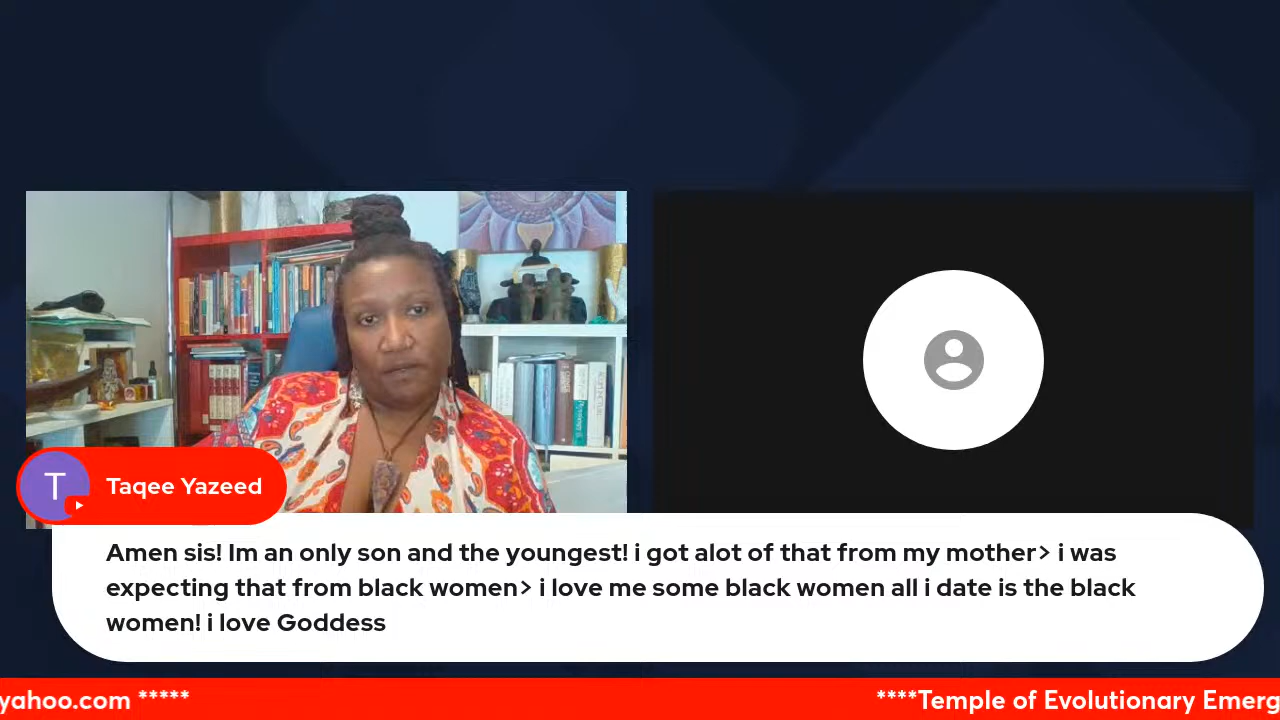 T
Taqee Yazeed
Amen sis! Im an only son and the youngest! i got alot of that from my mother> i was
expecting that from black women> i love me some black women all i date is the black
women! i love Goddess
yahoo.com ***** ****Temple of Evolutionary Emerg